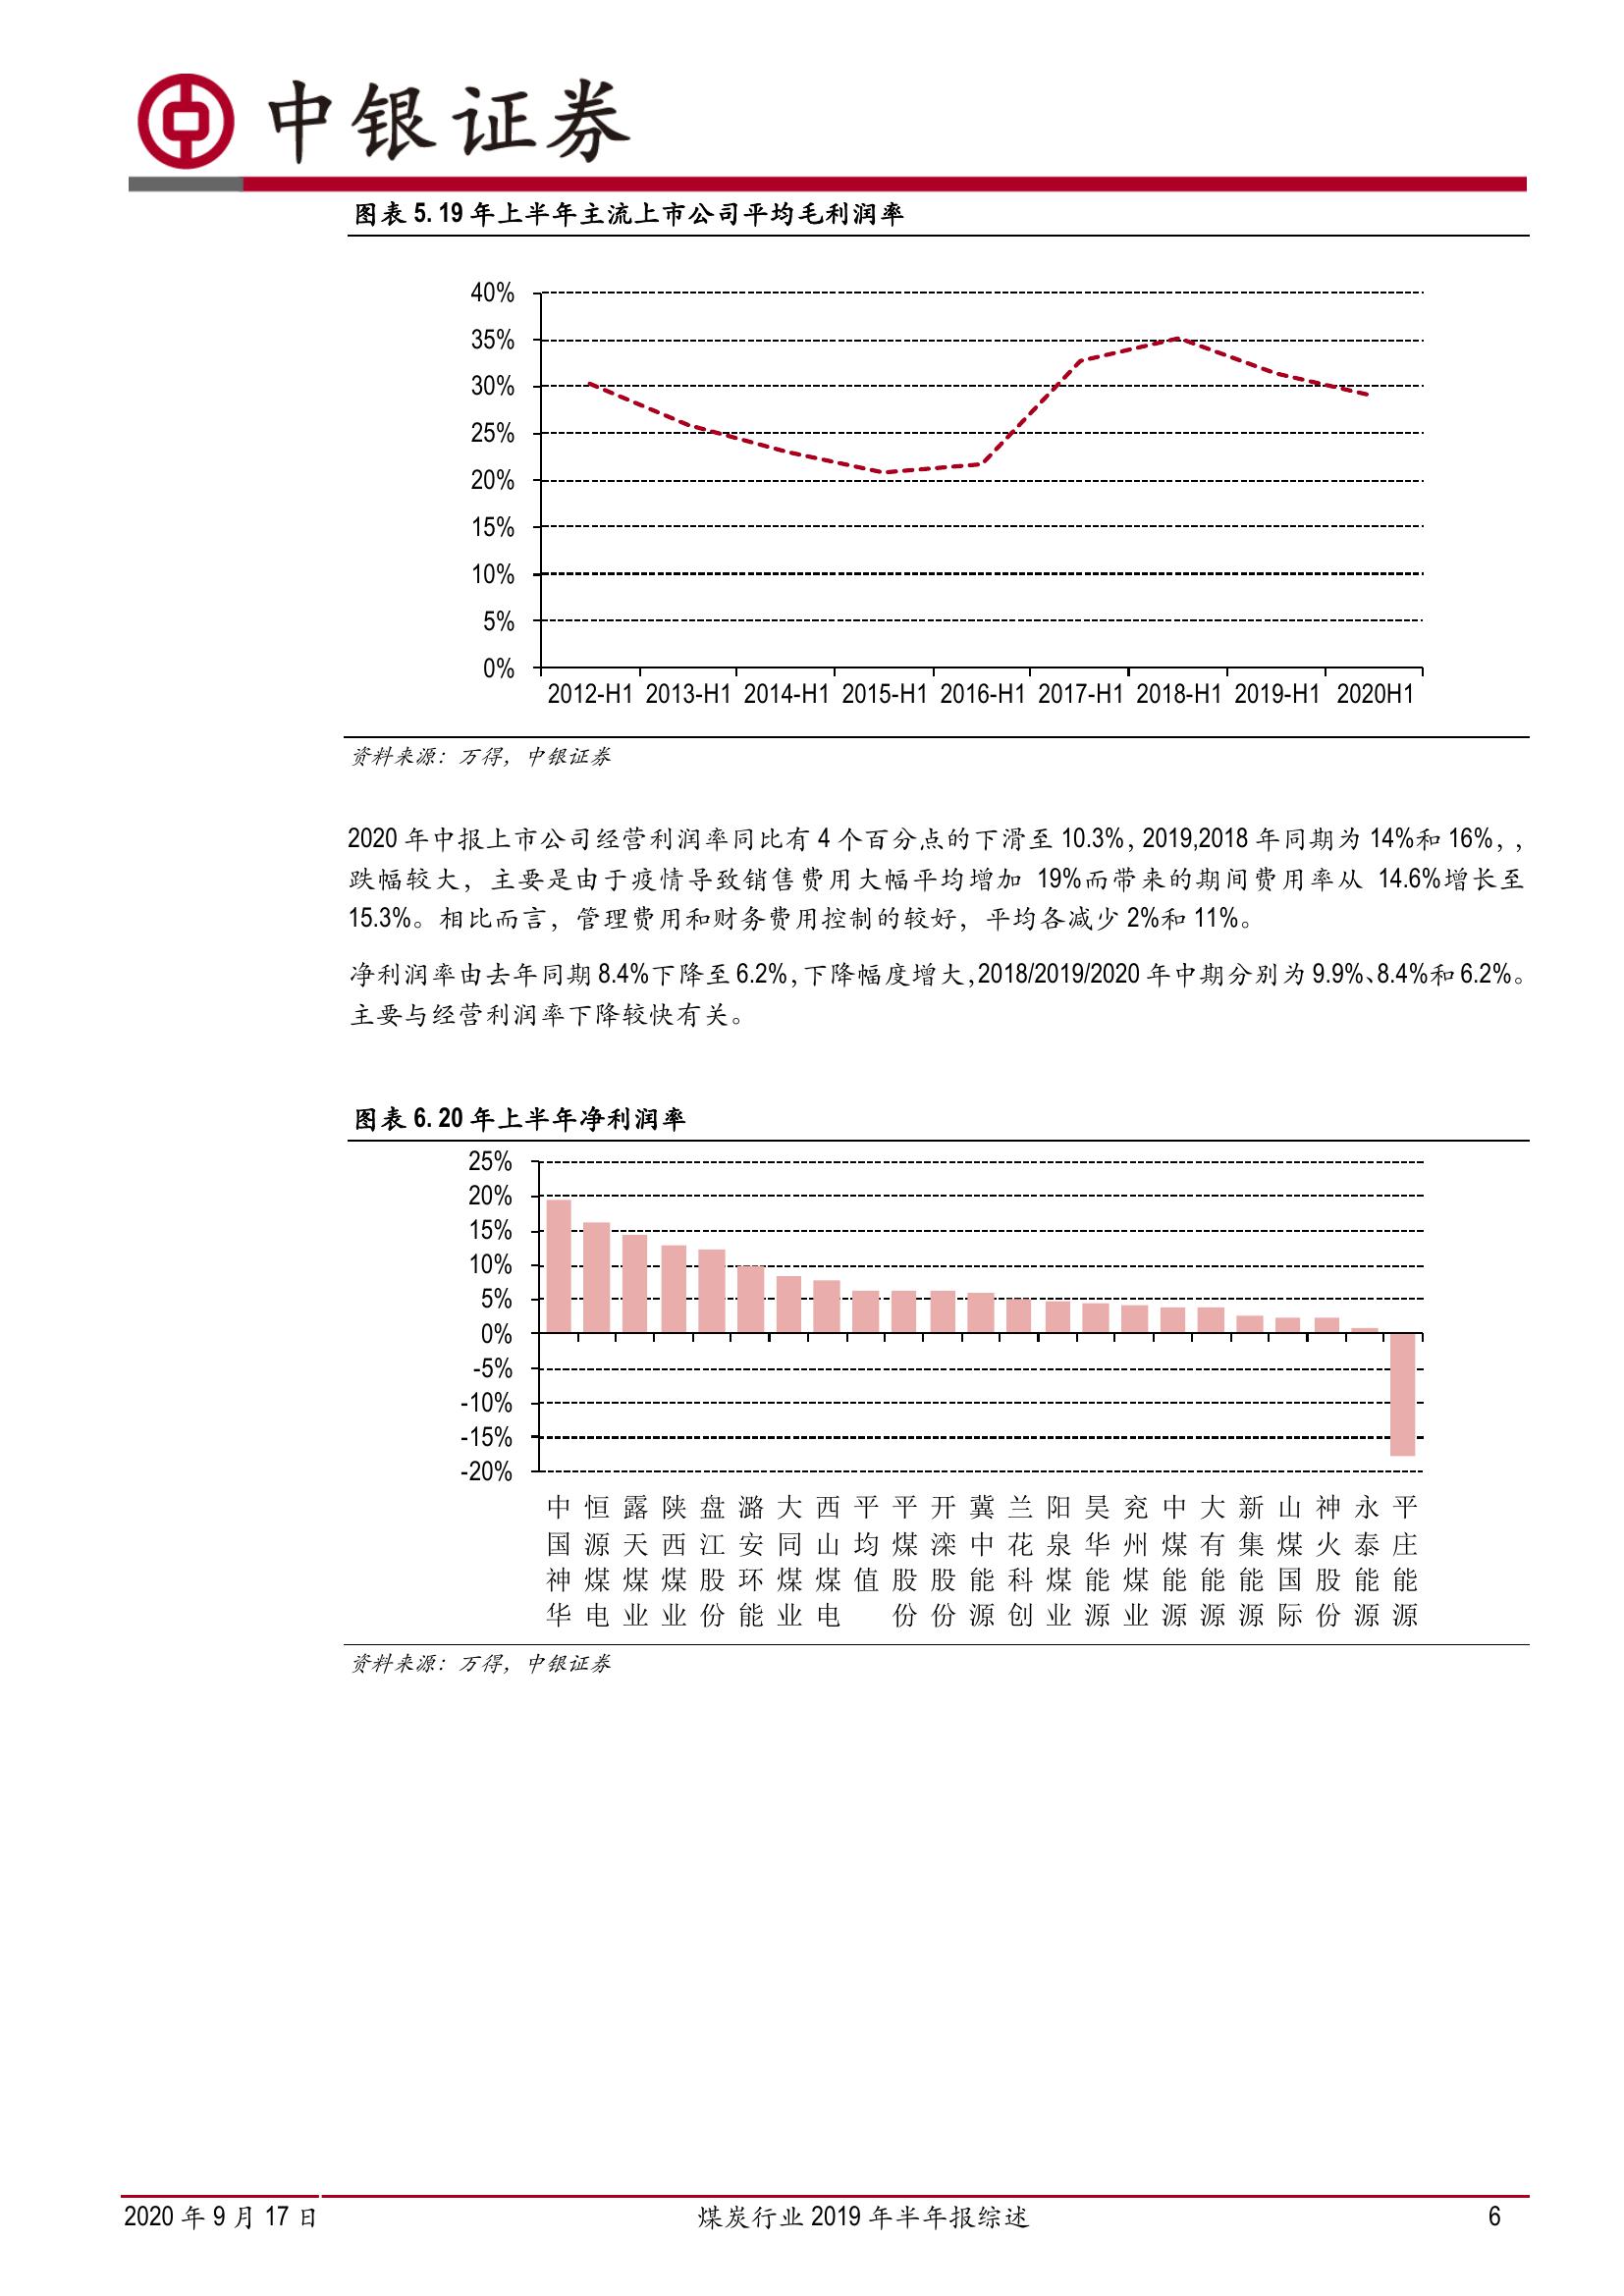 中银证券
图表 5. 19 年上半年主流上市公司平均毛利润率
40%
35%
30%
25%
20%
15%
10%
5%
0%
2012-H1 2013-H1 2014-H1 2015-H1 2016-H1 2017-H1 2018-H1 2019-H1 2020H1
资料来源：万得，中银证券
2020 年中报上市公司经营利润率同比有 4 个百分点的下滑至 10.3%，2019,2018 年同期为 14%和 16%，，
跌幅较大，主要是由于疫情导致销售费用大幅平均增加 19%而带来的期间费用率从 14.6%增长至
15.3%。相比而言，管理费用和财务费用控制的较好，平均各减少 2%和 11%。
净利润率由去年同期 8.4%下降至 6.2%，下降幅度增大，2018/2019/2020 年中期分别为 9.9%、8.4%和 6.2%。
主要与经营利润率下降较快有关。
图表 6. 20 年上半年净利润率
25%
20%
15%
10%
5%
0%
-5%
-10%
-15%
-20%
中国神华
恒源煤电
露天煤业
陕西煤业
盘江股份
潞安环能
大同煤业
西山煤电
平均值
平煤股份
开滦股份
冀中能源
兰花科创
阳泉煤业
昊华能源
兖州煤业
中煤能源
大有能源
新集能源
山煤国际
神火股份
永泰能源
平庄能源
资料来源：万得，中银证券
2020 年 9 月 17 日 煤炭行业 2019 年半年报综述 6